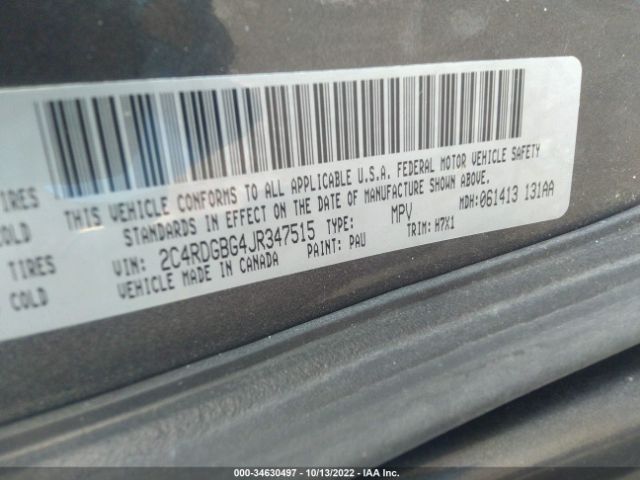 THIS VEHICLE CONFORMS TO ALL APPLICABLE U.S.A. FEDERAL MOTOR VEHICLE SAFETY
STANDARDS IN EFFECT ON THE DATE OF MANUFACTURE SHOWN ABOVE.
MDH: 061413 131AA
VIN: 2C4RDGBG4JR347515 TYPE: MPV
VEHICLE MADE IN CANADA PAINT: PAU TRIM: H7X1
TIRES
COLD
TIRES
COLD
000-34630497 - 10/13/2022 - IAA Inc.